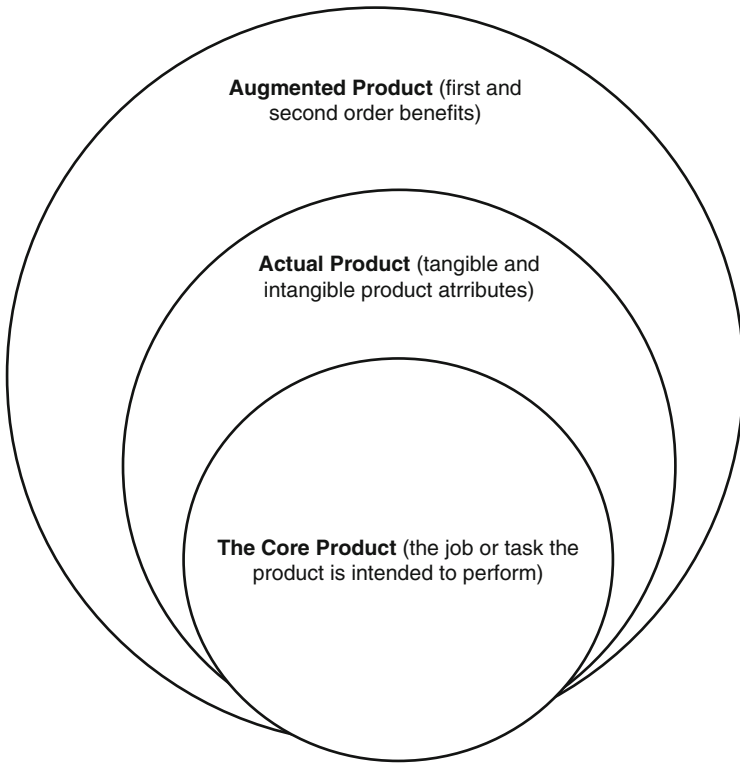 Augmented Product (first and
second order benefits)
Actual Product (tangible and
intangible product atrributes)
The Core Product (the job or task the
product is intended to perform)